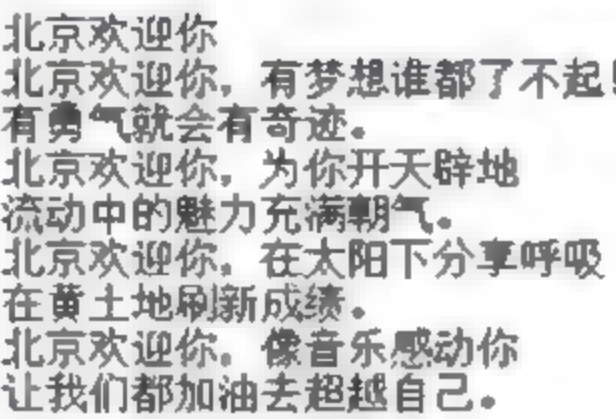 北京欢迎你
北京欢迎你，有梦想谁都了不起！
有勇气就会有奇迹。
北京欢迎你，为你开天辟地
流动中的魅力充满朝气。
北京欢迎你。在太阳下分享呼吸
在黄土地刷新成绩。
北京欢迎你。像音乐感动你
让我们都加油去超越自己。